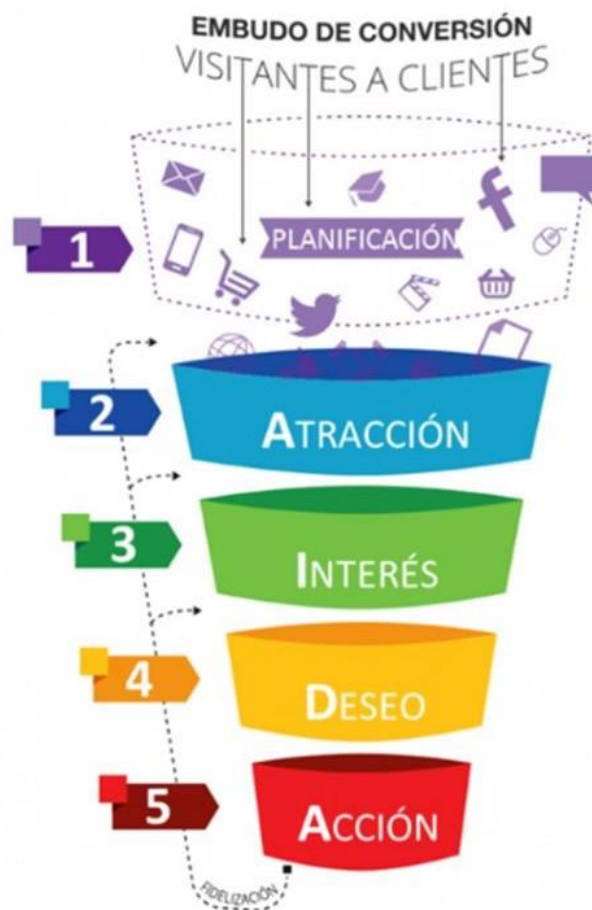 EMBUDO DE CONVERSIÓN
VISITANTES A CLIENTES
1
PLANIFICACIÓN
2
ATRACCIÓN
3
INTERÉS
4
DESEO
5
ACCIÓN
FIDELIZACIÓN